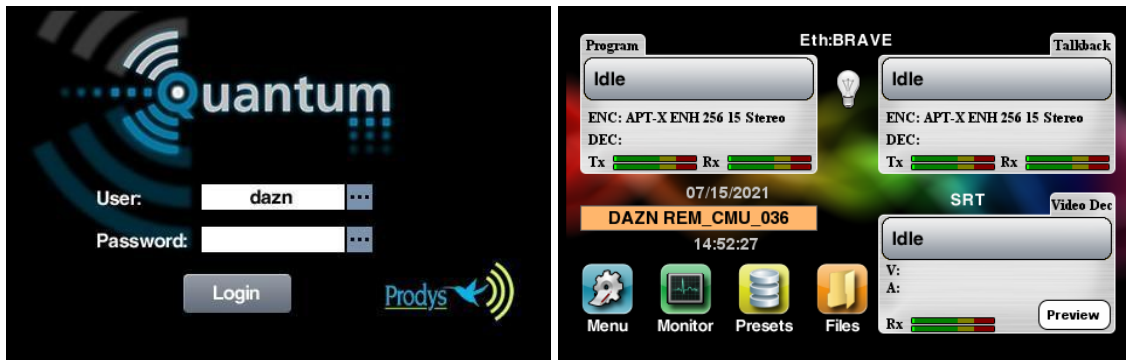 Quantum
User: dazn ...
Password: ...
Login
Prodys
Eth:BRAVE
Program
Idle
ENC: APT-X ENH 256 15 Stereo
DEC:
Tx Rx
Talkback
Idle
ENC: APT-X ENH 256 15 Stereo
DEC:
Tx Rx
07/15/2021
DAZN REM_CMU_036
14:52:27
SRT
Video Dec
Idle
V:
A:
Rx
Preview
Menu Monitor Presets Files